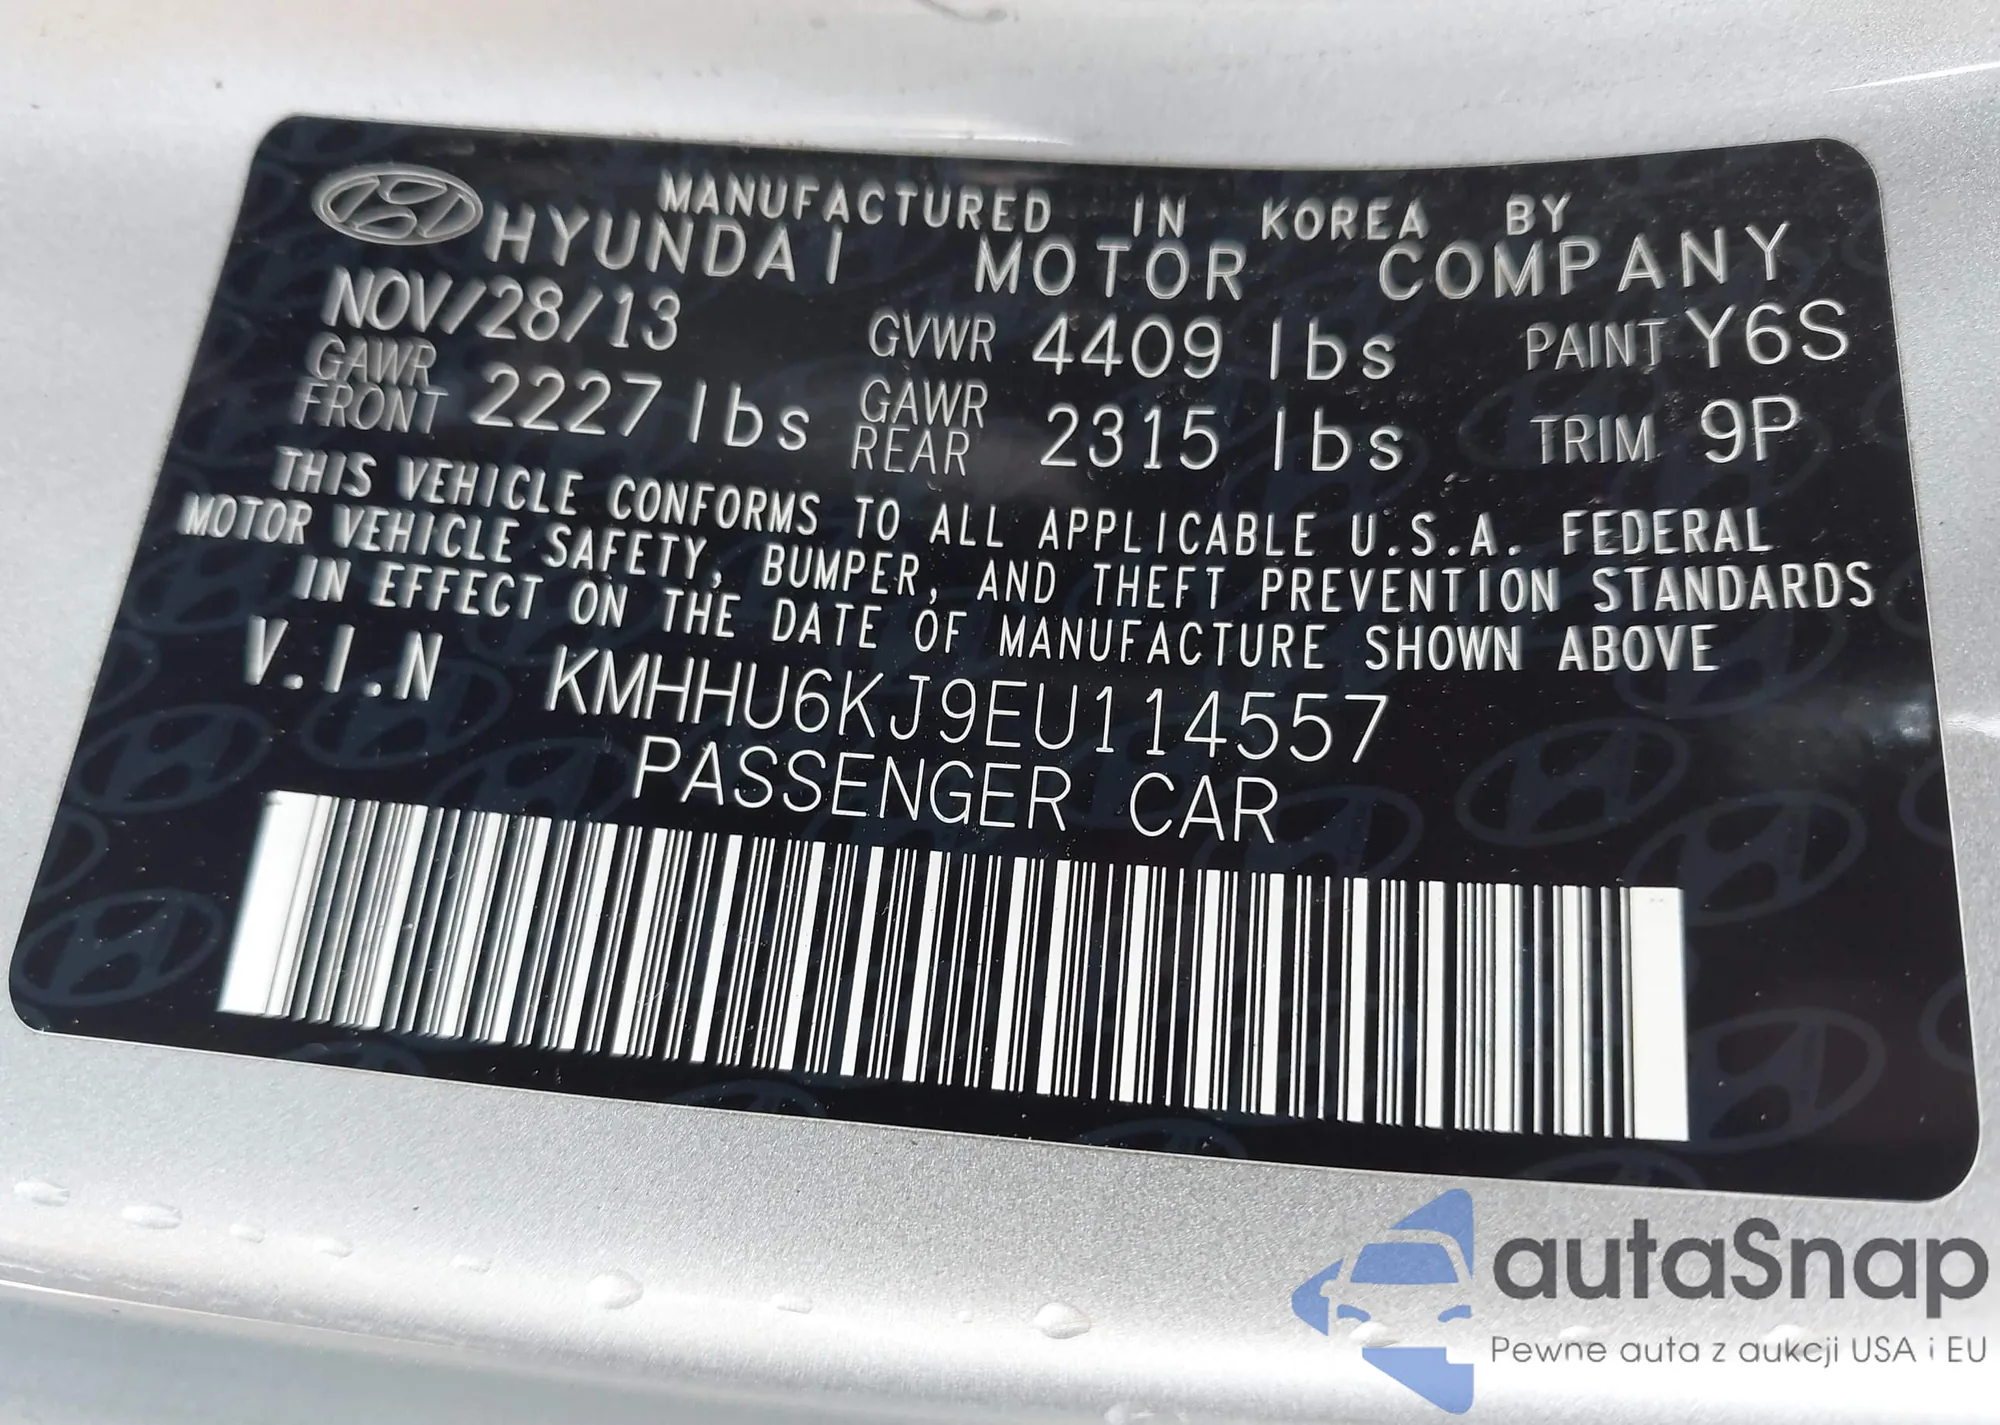 MANUFACTURED IN KOREA BY
HYUNDAI MOTOR COMPANY
NOV/28/13 GVWR 4409 lbs PAINT Y6S
GAWR FRONT 2227 lbs GAWR REAR 2315 lbs TRIM 9P
THIS VEHICLE CONFORMS TO ALL APPLICABLE U.S.A. FEDERAL
MOTOR VEHICLE SAFETY, BUMPER, AND THEFT PREVENTION STANDARDS
IN EFFECT ON THE DATE OF MANUFACTURE SHOWN ABOVE
V.I.N KMHHU6KJ9EU114557
PASSENGER CAR
autaSnap
Pewne auta z aukcji USA i EU